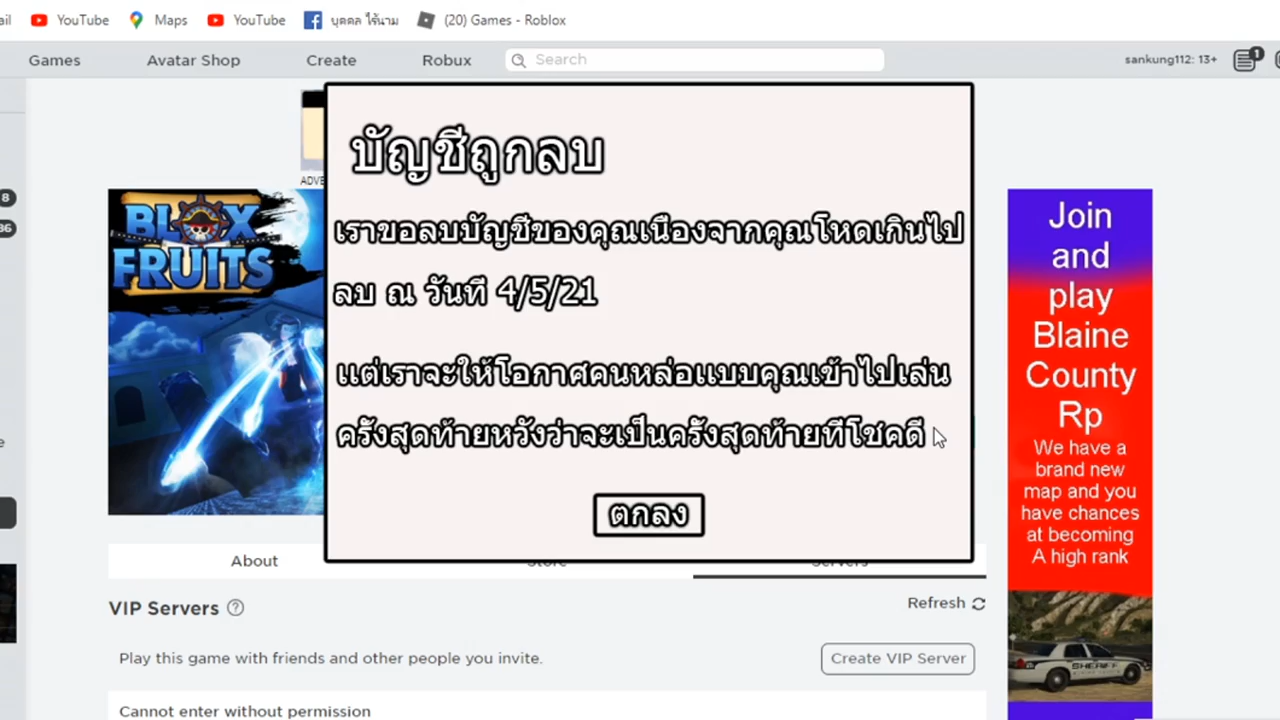 ail YouTube Maps YouTube บุคคล ไร้นาม (20) Games - Roblox
Games Avatar Shop Create Robux Search sankung112: 13+ 1
บัญชีถูกลบ
เราขอลบบัญชีของคุณเนื่องจากคุณโหดเกินไป
ลบ ณ วันที่ 4/5/21
แต่เราจะให้โอกาศคนหล่อแบบคุณเข้าไปเล่น
ครั้งสุดท้ายหวังว่าจะเป็นครั้งสุดท้ายที่โชคดี
ตกลง
ADVE
8
36
BLOX
FRUITS
Join
and
play
Blaine
County
Rp
We have a
brand new
map and you
have chances
at becoming
A high rank
SHERIFF
About Store Servers
VIP Servers ?
Refresh
Play this game with friends and other people you invite.
Create VIP Server
Cannot enter without permission